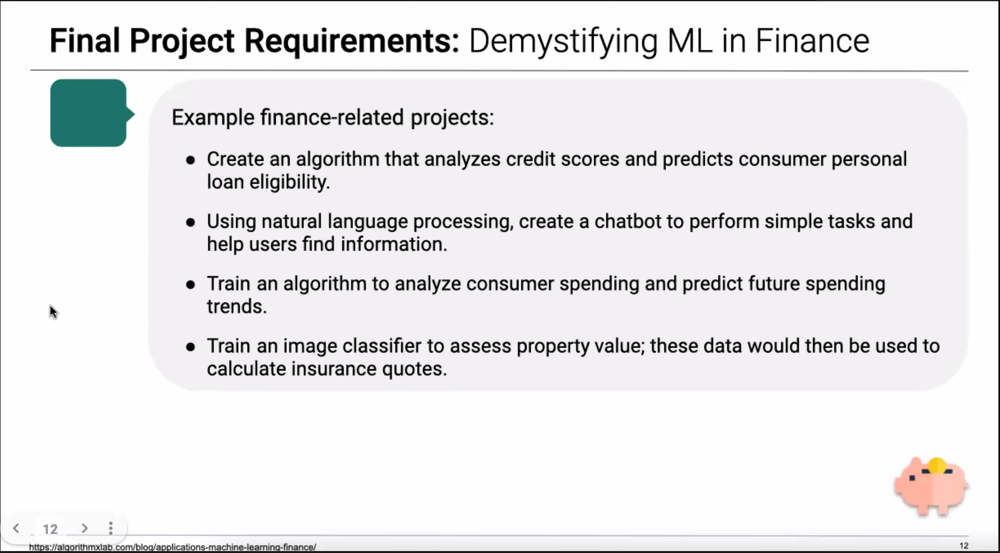 Final Project Requirements: Demystifying ML in Finance
Example finance-related projects:
● Create an algorithm that analyzes credit scores and predicts consumer personal
loan eligibility.
● Using natural language processing, create a chatbot to perform simple tasks and
help users find information.
● Train an algorithm to analyze consumer spending and predict future spending
trends.
● Train an image classifier to assess property value; these data would then be used to
calculate insurance quotes.
12
https://algorithmxlab.com/blog/applications-machine-learning-finance/
12